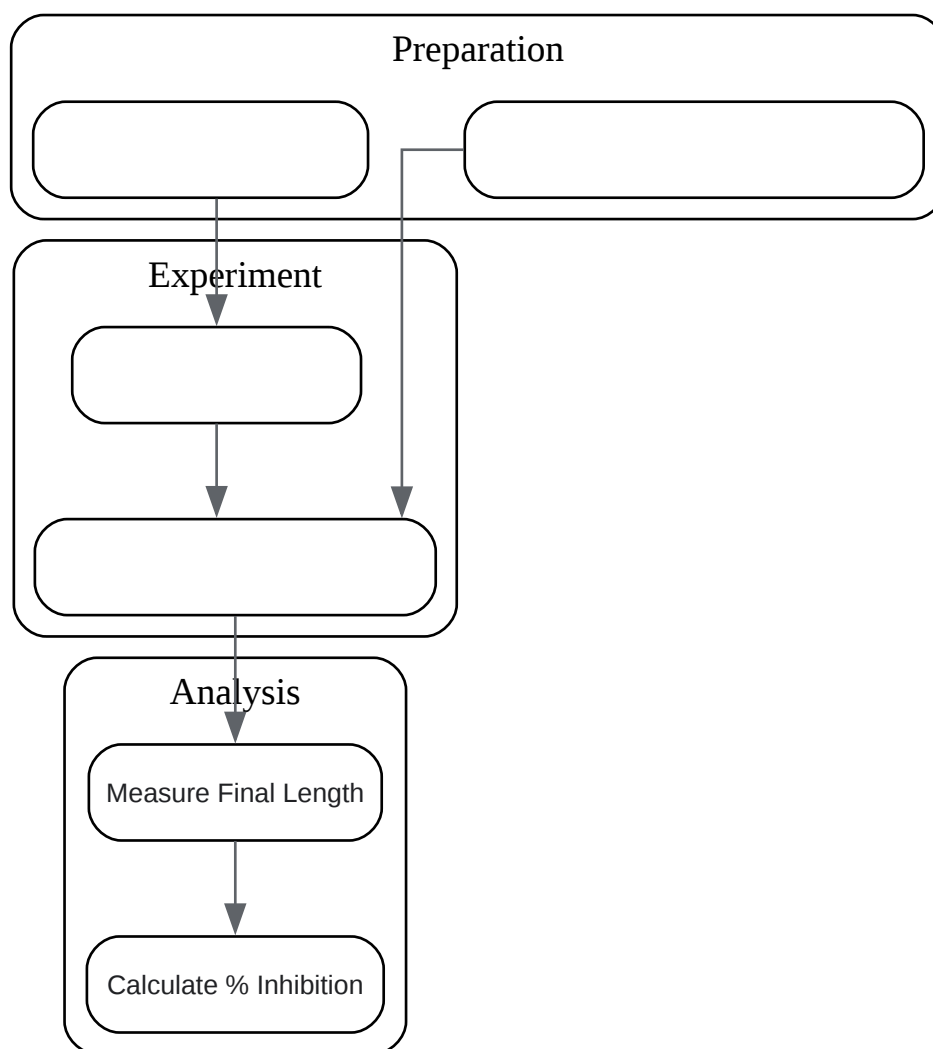 Preparation
Experiment
Analysis
Measure Final Length
Calculate % Inhibition